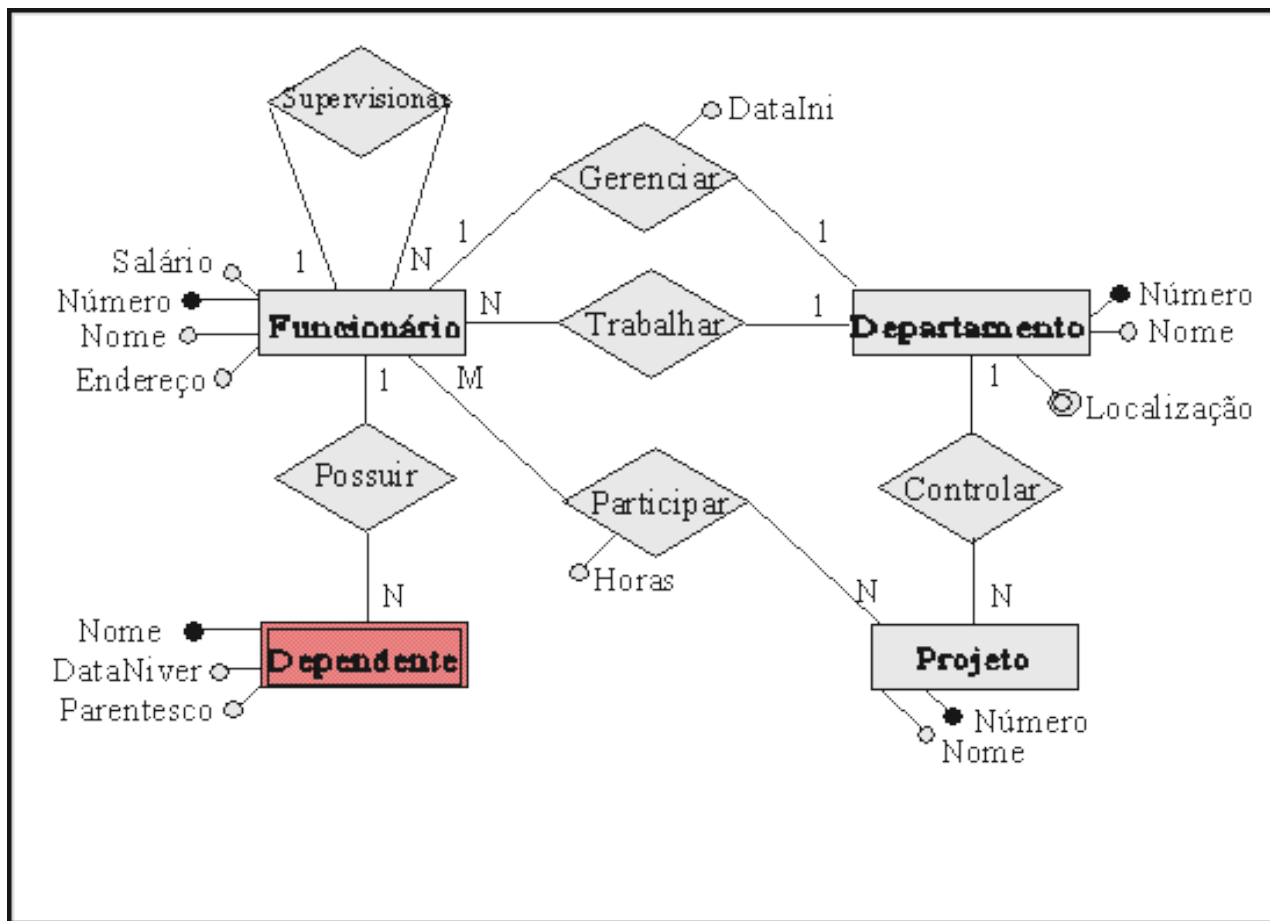 Supervisionar
DataIni
Gerenciar
1
1
Salário
1
N
Número
Nome
Endereço
Funcionário
N
Trabalhar
1
Departamento
Número
Nome
Localização
1
M
1
Possuir
Participar
Controlar
Horas
N
N
N
Nome
DataNiver
Parentesco
Dependente
Projeto
Número
Nome